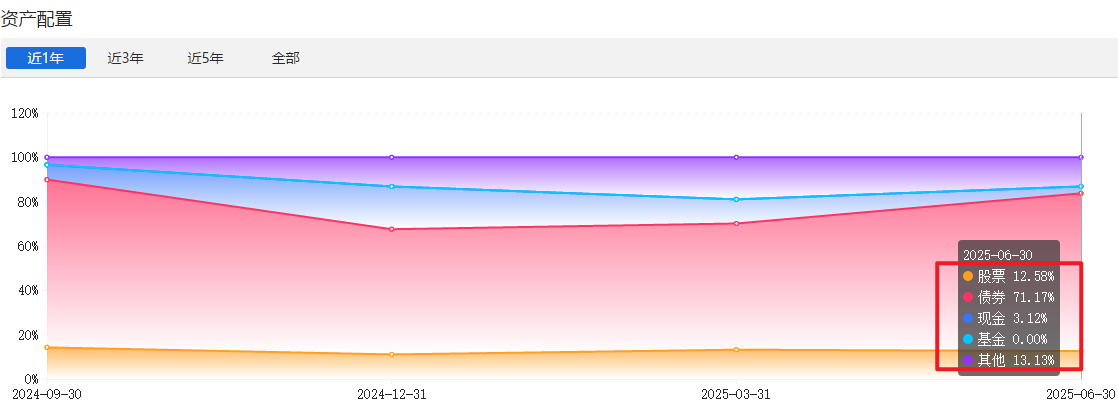 资产配置
近1年 近3年 近5年 全部
120%
100%
80%
60%
40%
20%
0%
2025-06-30
股票 12.58%
债券 71.17%
现金 3.12%
基金 0.00%
其他 13.13%
2024-09-30 2024-12-31 2025-03-31 2025-06-30